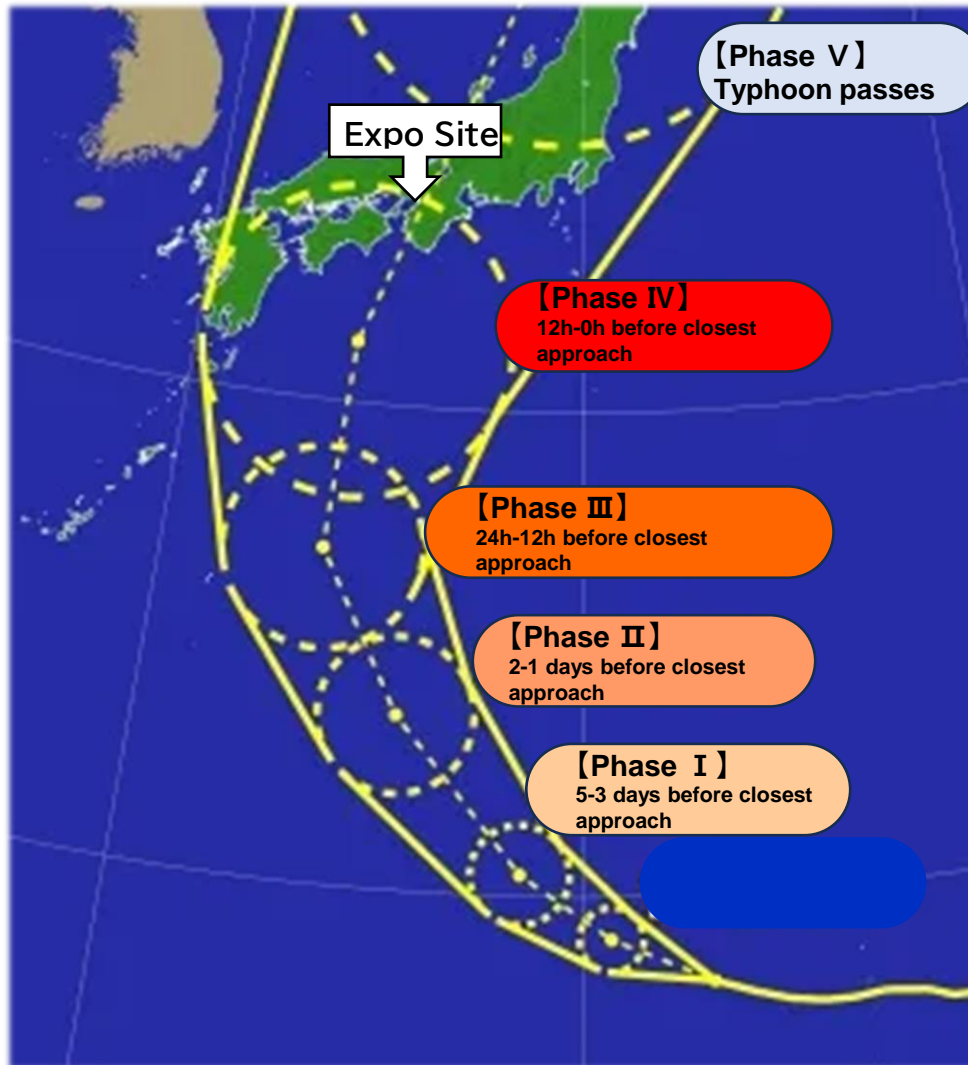 【Phase Ⅴ】
Typhoon passes
Expo Site
【Phase Ⅳ】
12h-0h before closest
approach
【Phase Ⅲ】
24h-12h before closest
approach
【Phase Ⅱ】
2-1 days before closest
approach
【Phase Ⅰ】
5-3 days before closest
approach